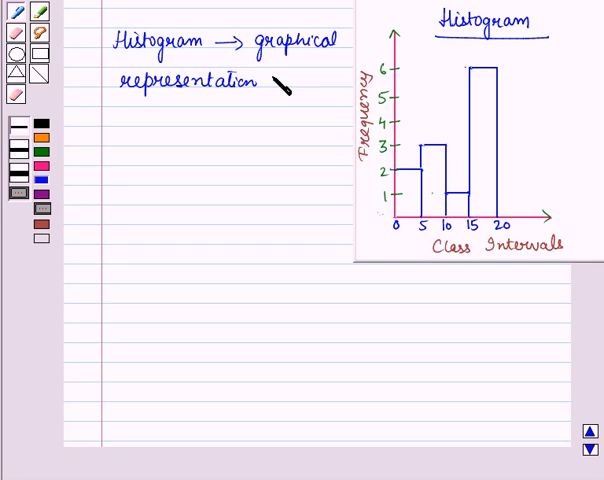 Histogram → graphical
representation
Histogram
Frequency
6
5
4
3
2
1
0 5 10 15 20
Class Intervals